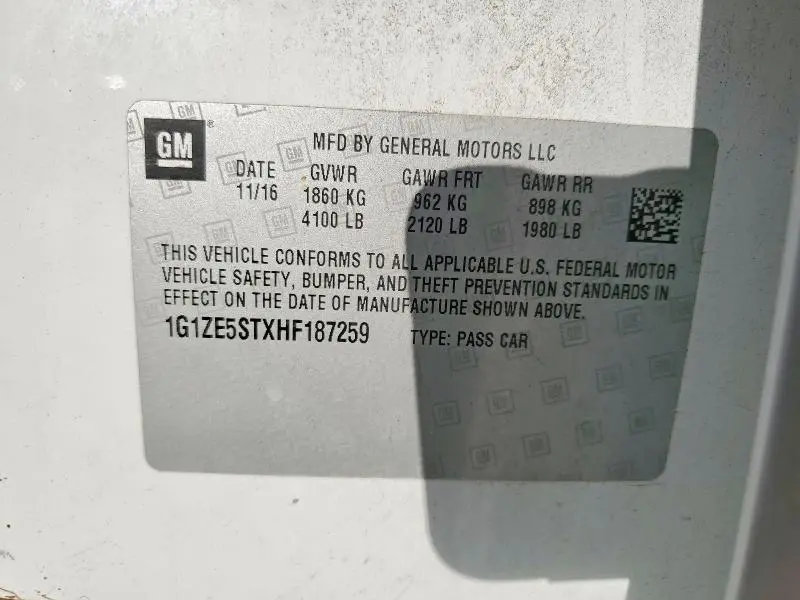 GM ®
MFD BY GENERAL MOTORS LLC
DATE GVWR GAWR FRT GAWR RR
11/16 1860 KG 962 KG 898 KG
4100 LB 2120 LB 1980 LB
THIS VEHICLE CONFORMS TO ALL APPLICABLE U.S. FEDERAL MOTOR
VEHICLE SAFETY, BUMPER, AND THEFT PREVENTION STANDARDS IN
EFFECT ON THE DATE OF MANUFACTURE SHOWN ABOVE.
1G1ZE5STXHF187259 TYPE: PASS CAR